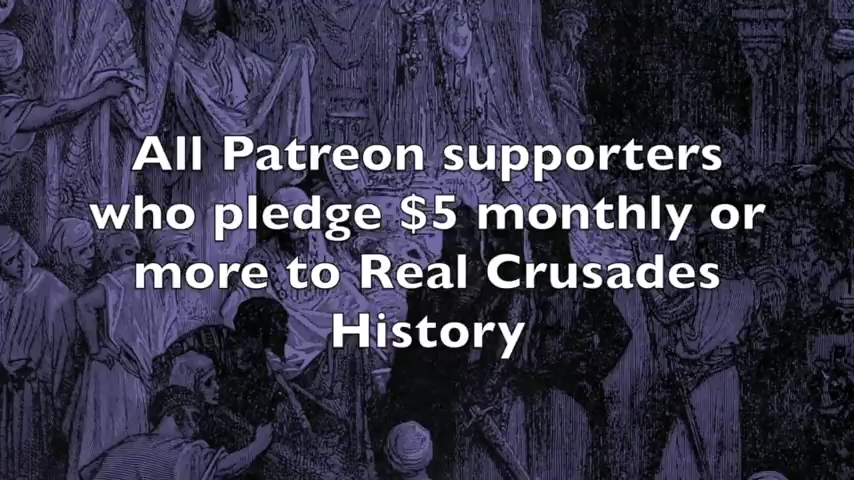 All Patreon supporters
who pledge $5 monthly or
more to Real Crusades
History